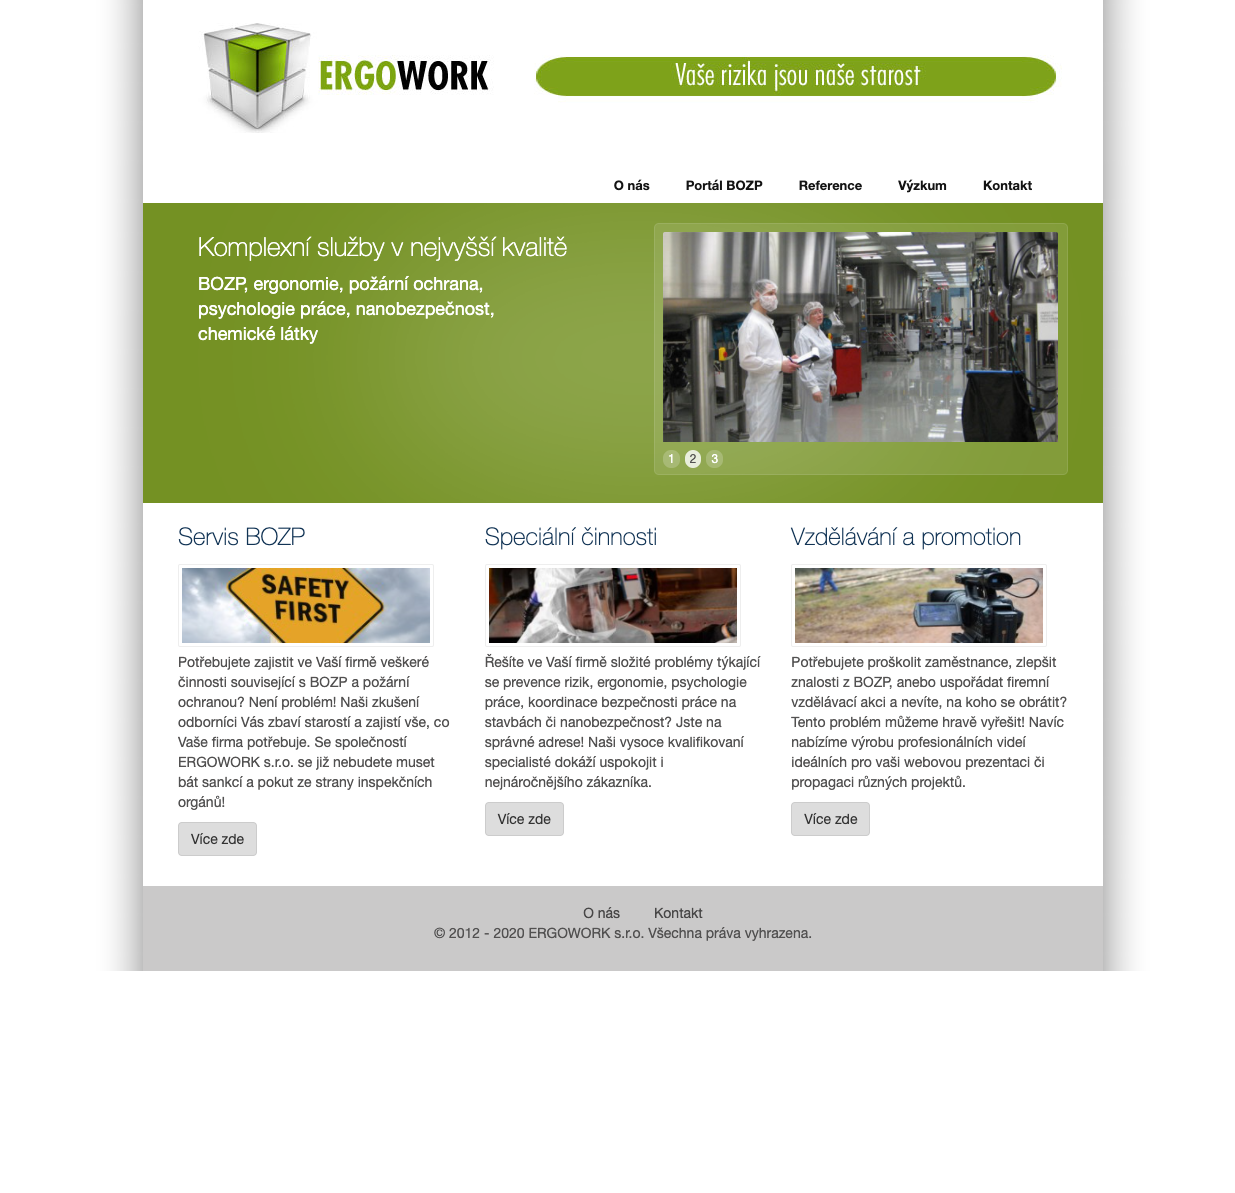 ERGOWORK
Vaše rizika jsou naše starost
O nás Portál BOZP Reference Výzkum Kontakt
Komplexní služby v nejvyšší kvalitě
BOZP, ergonomie, požární ochrana,
psychologie práce, nanobezpečnost,
chemické látky
1 2 3
Servis BOZP
SAFETY
FIRST
Potřebujete zajistit ve Vaší firmě veškeré
činnosti související s BOZP a požární
ochranou? Není problém! Naši zkušení
odborníci Vás zbaví starostí a zajistí vše, co
Vaše firma potřebuje. Se společností
ERGOWORK s.r.o. se již nebudete muset
bát sankcí a pokut ze strany inspekčních
orgánů!
Více zde
Speciální činnosti
Řešíte ve Vaší firmě složité problémy týkající
se prevence rizik, ergonomie, psychologie
práce, koordinace bezpečnosti práce na
stavbách či nanobezpečnost? Jste na
správné adrese! Naši vysoce kvalifikovaní
specialisté dokáží uspokojit i
nejnáročnějšího zákazníka.
Více zde
Vzdělávání a promotion
Potřebujete proškolit zaměstnance, zlepšit
znalosti z BOZP, anebo uspořádat firemní
vzdělávací akci a nevíte, na koho se obrátit?
Tento problém můžeme hravě vyřešit! Navíc
nabízíme výrobu profesionálních videí
ideálních pro vaši webovou prezentaci či
propagaci různých projektů.
Více zde
O nás Kontakt
© 2012 - 2020 ERGOWORK s.r.o. Všechna práva vyhrazena.